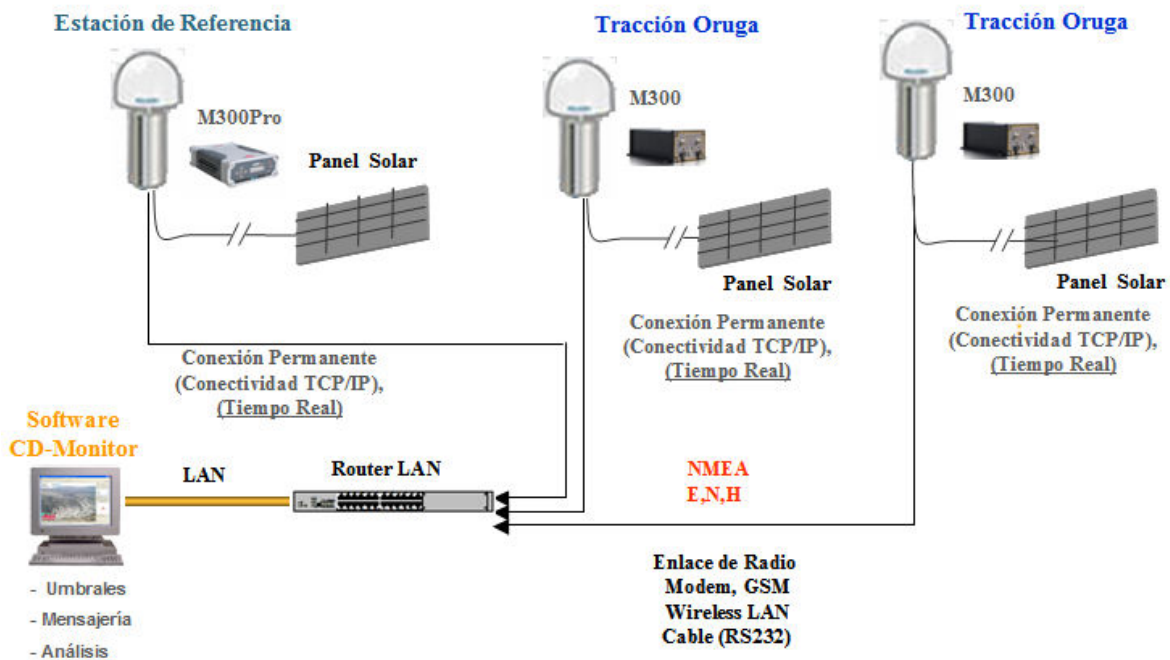 Estación de Referencia
Tracción Oruga
Tracción Oruga
M300Pro
M300
M300
Panel Solar
Panel Solar
Panel Solar
Conexión Permanente
(Conectividad TCP/IP),
(Tiempo Real)
Conexión Permanente
(Conectividad TCP/IP),
(Tiempo Real)
Conexión Permanente
(Conectividad TCP/IP),
(Tiempo Real)
Software
CD-Monitor
LAN
Router LAN
NMEA
E,N,H
- Umbrales
- Mensajería
- Análisis
Enlace de Radio
Modem, GSM
Wireless LAN
Cable (RS232)